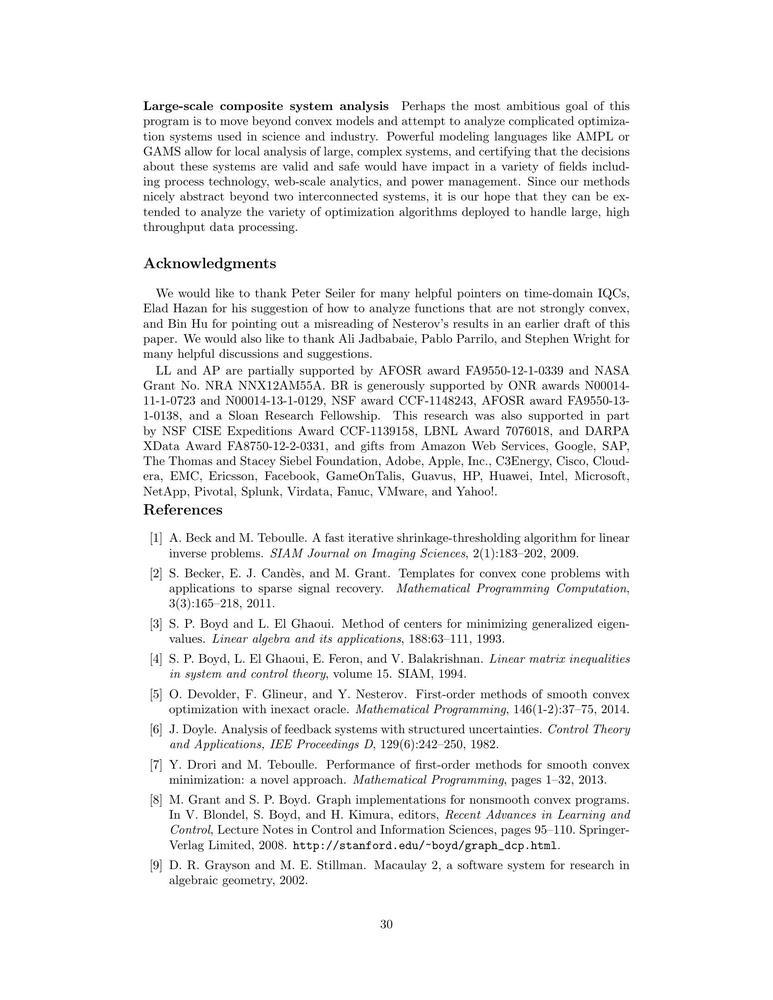 Large-scale composite system analysis Perhaps the most ambitious goal of this
program is to move beyond convex models and attempt to analyze complicated optimiza-
tion systems used in science and industry. Powerful modeling languages like AMPL or
GAMS allow for local analysis of large, complex systems, and certifying that the decisions
about these systems are valid and safe would have impact in a variety of fields includ-
ing process technology, web-scale analytics, and power management. Since our methods
nicely abstract beyond two interconnected systems, it is our hope that they can be ex-
tended to analyze the variety of optimization algorithms deployed to handle large, high
throughput data processing.
Acknowledgments
We would like to thank Peter Seiler for many helpful pointers on time-domain IQCs,
Elad Hazan for his suggestion of how to analyze functions that are not strongly convex,
and Bin Hu for pointing out a misreading of Nesterov's results in an earlier draft of this
paper. We would also like to thank Ali Jadbabaie, Pablo Parrilo, and Stephen Wright for
many helpful discussions and suggestions.
LL and AP are partially supported by AFOSR award FA9550-12-1-0339 and NASA
Grant No. NRA NNX12AM55A. BR is generously supported by ONR awards N00014-
11-1-0723 and N00014-13-1-0129, NSF award CCF-1148243, AFOSR award FA9550-13-
1-0138, and a Sloan Research Fellowship. This research was also supported in part
by NSF CISE Expeditions Award CCF-1139158, LBNL Award 7076018, and DARPA
XData Award FA8750-12-2-0331, and gifts from Amazon Web Services, Google, SAP,
The Thomas and Stacey Siebel Foundation, Adobe, Apple, Inc., C3Energy, Cisco, Cloud-
era, EMC, Ericsson, Facebook, GameOnTalis, Guavus, HP, Huawei, Intel, Microsoft,
NetApp, Pivotal, Splunk, Virdata, Fanuc, VMware, and Yahoo!.
References
[1] A. Beck and M. Teboulle. A fast iterative shrinkage-thresholding algorithm for linear
inverse problems. SIAM Journal on Imaging Sciences, 2(1):183–202, 2009.
[2] S. Becker, E. J. Candès, and M. Grant. Templates for convex cone problems with
applications to sparse signal recovery. Mathematical Programming Computation,
3(3):165–218, 2011.
[3] S. P. Boyd and L. El Ghaoui. Method of centers for minimizing generalized eigen-
values. Linear algebra and its applications, 188:63–111, 1993.
[4] S. P. Boyd, L. El Ghaoui, E. Feron, and V. Balakrishnan. Linear matrix inequalities
in system and control theory, volume 15. SIAM, 1994.
[5] O. Devolder, F. Glineur, and Y. Nesterov. First-order methods of smooth convex
optimization with inexact oracle. Mathematical Programming, 146(1-2):37–75, 2014.
[6] J. Doyle. Analysis of feedback systems with structured uncertainties. Control Theory
and Applications, IEE Proceedings D, 129(6):242–250, 1982.
[7] Y. Drori and M. Teboulle. Performance of first-order methods for smooth convex
minimization: a novel approach. Mathematical Programming, pages 1–32, 2013.
[8] M. Grant and S. P. Boyd. Graph implementations for nonsmooth convex programs.
In V. Blondel, S. Boyd, and H. Kimura, editors, Recent Advances in Learning and
Control, Lecture Notes in Control and Information Sciences, pages 95–110. Springer-
Verlag Limited, 2008. http://stanford.edu/~boyd/graph_dcp.html.
[9] D. R. Grayson and M. E. Stillman. Macaulay 2, a software system for research in
algebraic geometry, 2002.
30